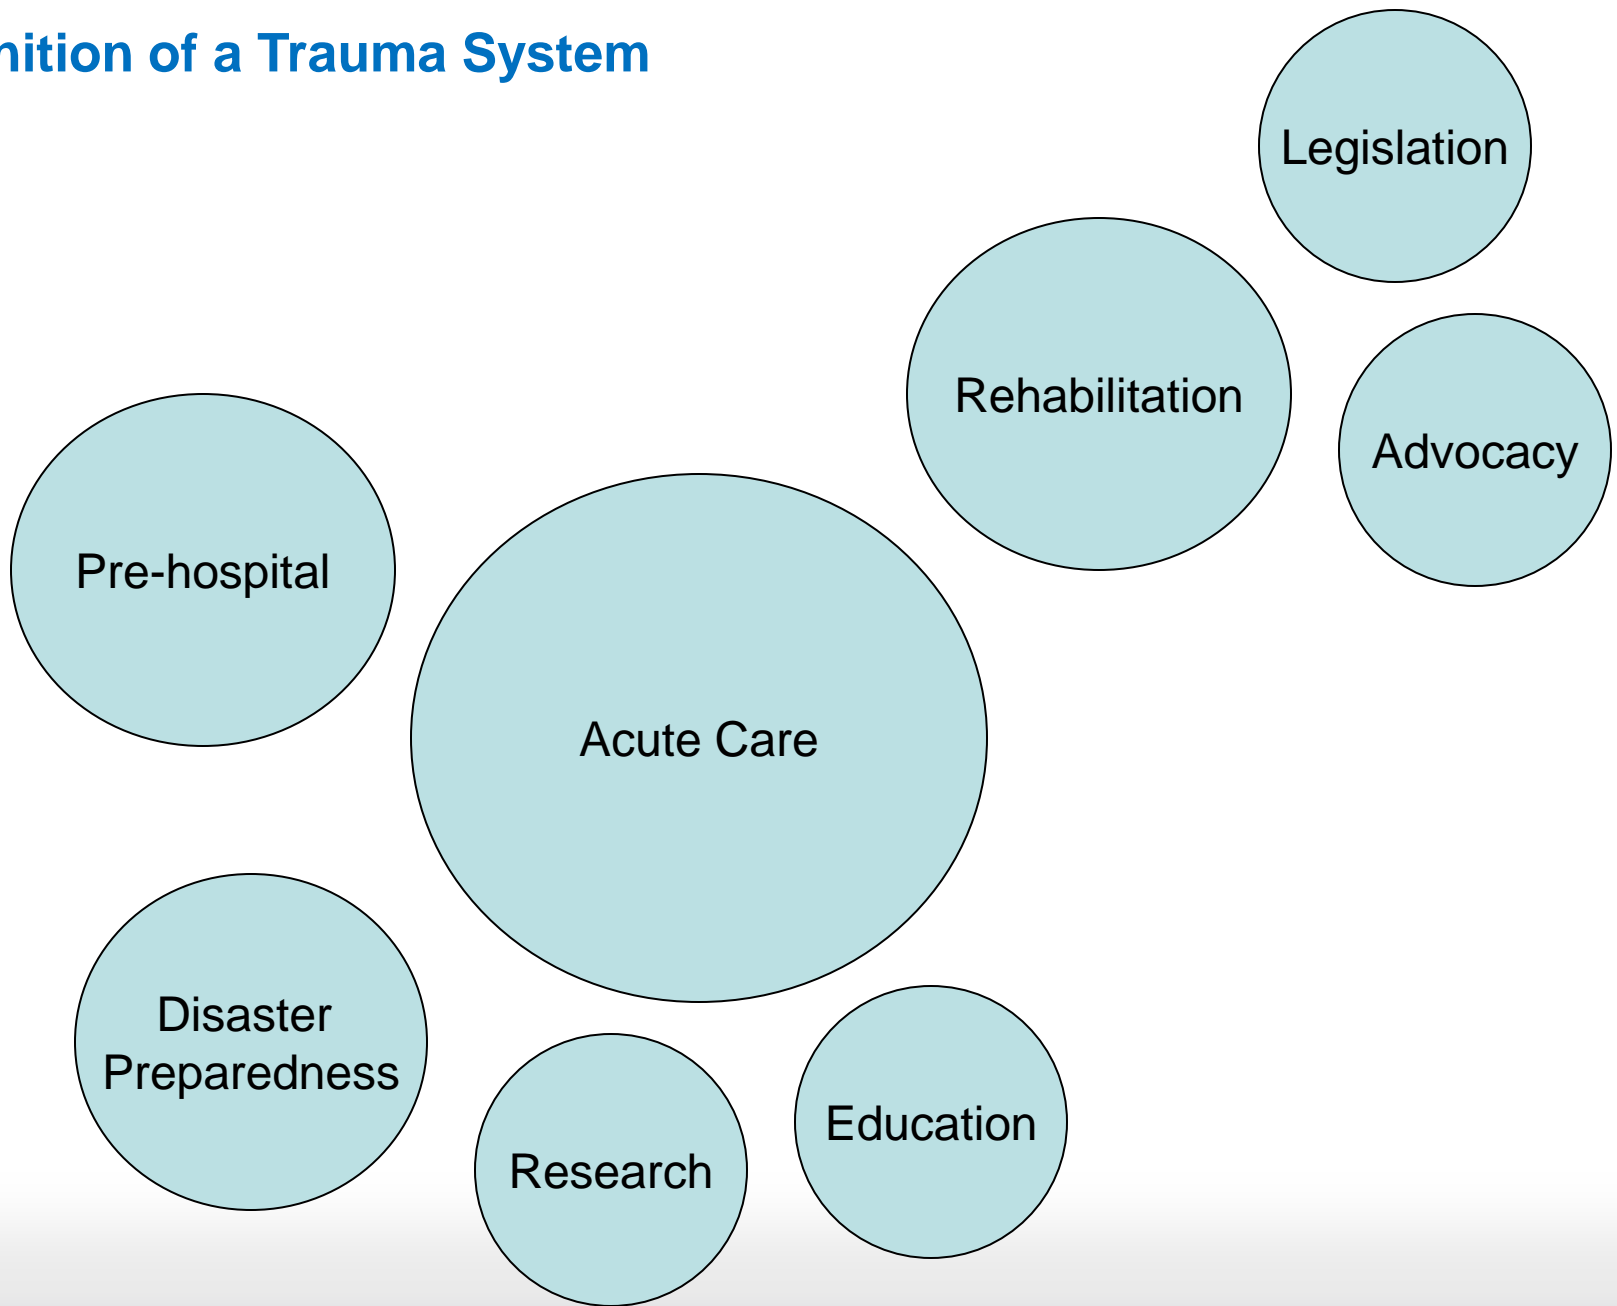 nition of a Trauma System
Legislation
Rehabilitation
Advocacy
Pre-hospital
Acute Care
Disaster
Preparedness
Education
Research